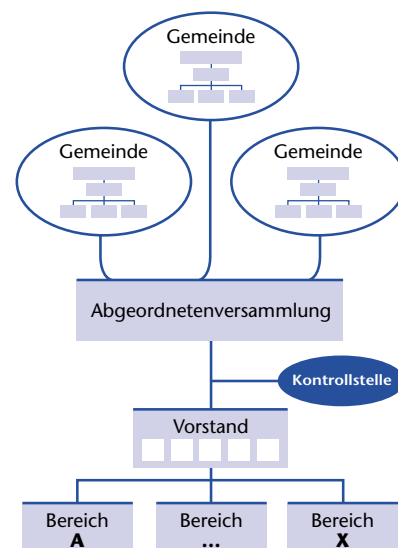 Gemeinde
Gemeinde
Gemeinde
Abgeordnetenversammlung
Kontrollstelle
Vorstand
Bereich
A
Bereich
...
Bereich
X